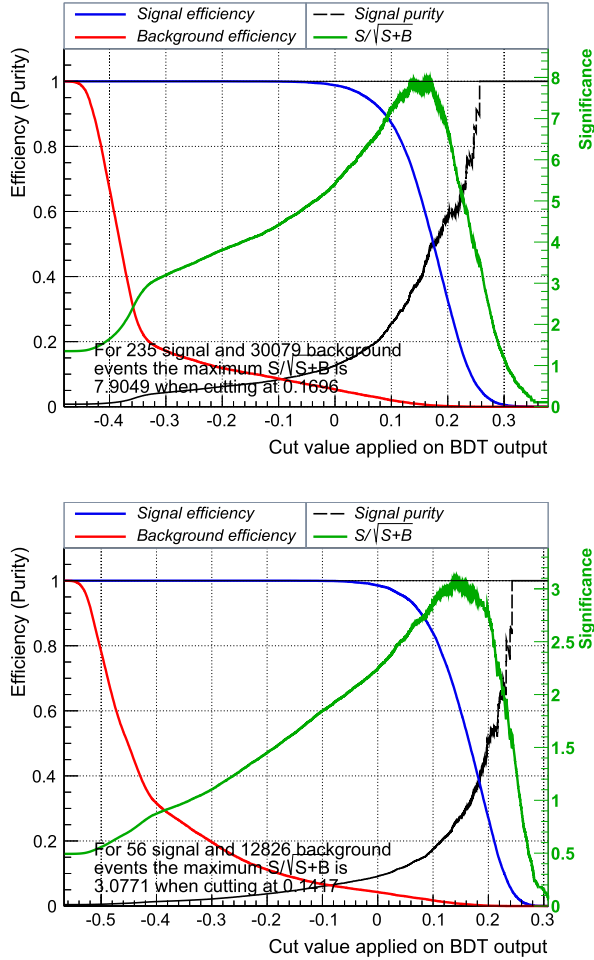 Signal efficiency
Signal purity
Background efficiency
S/√S+B
Efficiency (Purity)
Significance
1
0.8
0.6
0.4
0.2
0
8
7
6
5
4
3
2
1
0
For 235 signal and 30079 background
events the maximum S/√S+B is
7.9049 when cutting at 0.1696
-0.4 -0.3 -0.2 -0.1 0 0.1 0.2 0.3
Cut value applied on BDT output
Signal efficiency
Signal purity
Background efficiency
S/√S+B
Efficiency (Purity)
Significance
1
0.8
0.6
0.4
0.2
0
3
2.5
2
1.5
1
0.5
0
For 56 signal and 12826 background
events the maximum S/√S+B is
3.0771 when cutting at 0.1417
-0.5 -0.4 -0.3 -0.2 -0.1 0 0.1 0.2 0.3
Cut value applied on BDT output